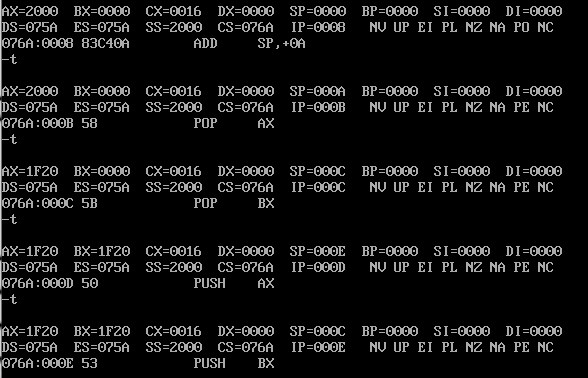 AX=2000  BX=0000  CX=0016  DX=0000  SP=0000  BP=0000  SI=0000  DI=0000
DS=075A  ES=075A  SS=2000  CS=076A  IP=0008   NV UP EI PL NZ NA PO NC
076A:0008 83C40A        ADD     SP,+0A
-t
AX=2000  BX=0000  CX=0016  DX=0000  SP=000A  BP=0000  SI=0000  DI=0000
DS=075A  ES=075A  SS=2000  CS=076A  IP=000B   NV UP EI PL NZ NA PE NC
076A:000B 58            POP     AX
-t
AX=1F20  BX=0000  CX=0016  DX=0000  SP=000C  BP=0000  SI=0000  DI=0000
DS=075A  ES=075A  SS=2000  CS=076A  IP=000C   NV UP EI PL NZ NA PE NC
076A:000C 5B            POP     BX
-t
AX=1F20  BX=1F20  CX=0016  DX=0000  SP=000E  BP=0000  SI=0000  DI=0000
DS=075A  ES=075A  SS=2000  CS=076A  IP=000D   NV UP EI PL NZ NA PE NC
076A:000D 50            PUSH    AX
-t
AX=1F20  BX=1F20  CX=0016  DX=0000  SP=000C  BP=0000  SI=0000  DI=0000
DS=075A  ES=075A  SS=2000  CS=076A  IP=000E   NV UP EI PL NZ NA PE NC
076A:000E 53            PUSH    BX